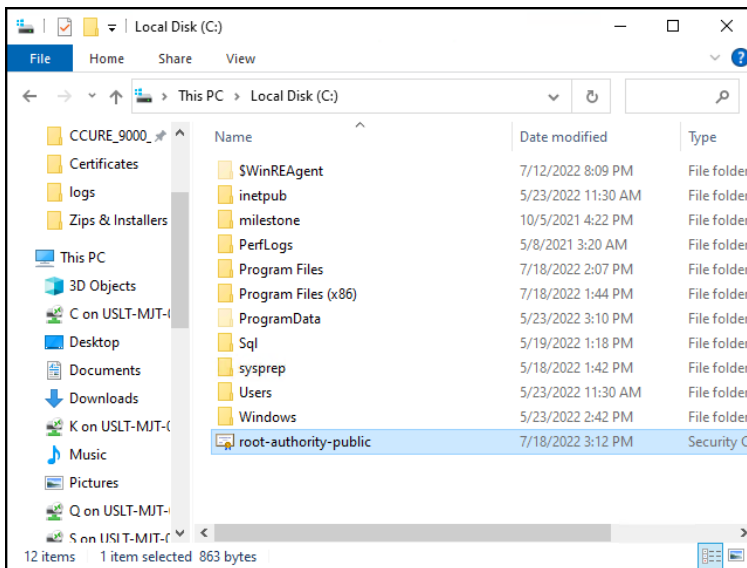 Local Disk (C:)
File Home Share View
This PC > Local Disk (C:)
CCURE_9000_
Certificates
logs
Zips & Installers
This PC
3D Objects
C on USLT-MJT-
Desktop
Documents
Downloads
K on USLT-MJT-
Music
Pictures
Q on USLT-MJT-
S on USLT-MJT-
Name Date modified Type
$WinREAgent 7/12/2022 8:09 PM File folder
inetpub 5/23/2022 11:30 AM File folder
milestone 10/5/2021 4:22 PM File folder
PerfLogs 5/8/2021 3:20 AM File folder
Program Files 7/18/2022 2:07 PM File folder
Program Files (x86) 7/18/2022 1:44 PM File folder
ProgramData 5/23/2022 3:10 PM File folder
Sql 5/19/2022 1:18 PM File folder
sysprep 5/18/2022 1:42 PM File folder
Users 5/23/2022 11:30 AM File folder
Windows 5/23/2022 2:42 PM File folder
root-authority-public 7/18/2022 3:12 PM Security C
12 items 1 item selected 863 bytes